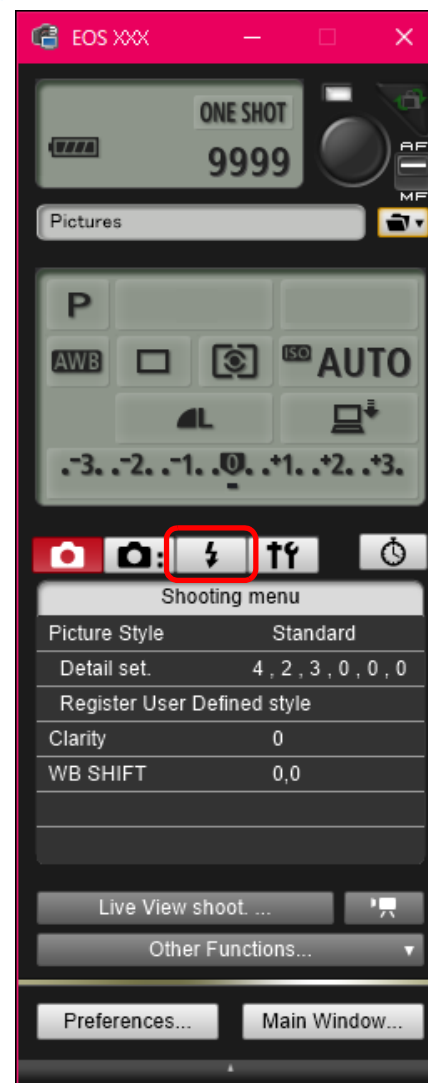 EOS XXX
ONE SHOT
9999
AF
MF
Pictures
P
AWB
ISO AUTO
L
.-3. .-2. .-1. .0. .+1. .+2. .+3.
Shooting menu
Picture Style Standard
Detail set. 4 , 2 , 3 , 0 , 0 , 0
Register User Defined style
Clarity 0
WB SHIFT 0,0
Live View shoot. ...
Other Functions...
Preferences... Main Window...